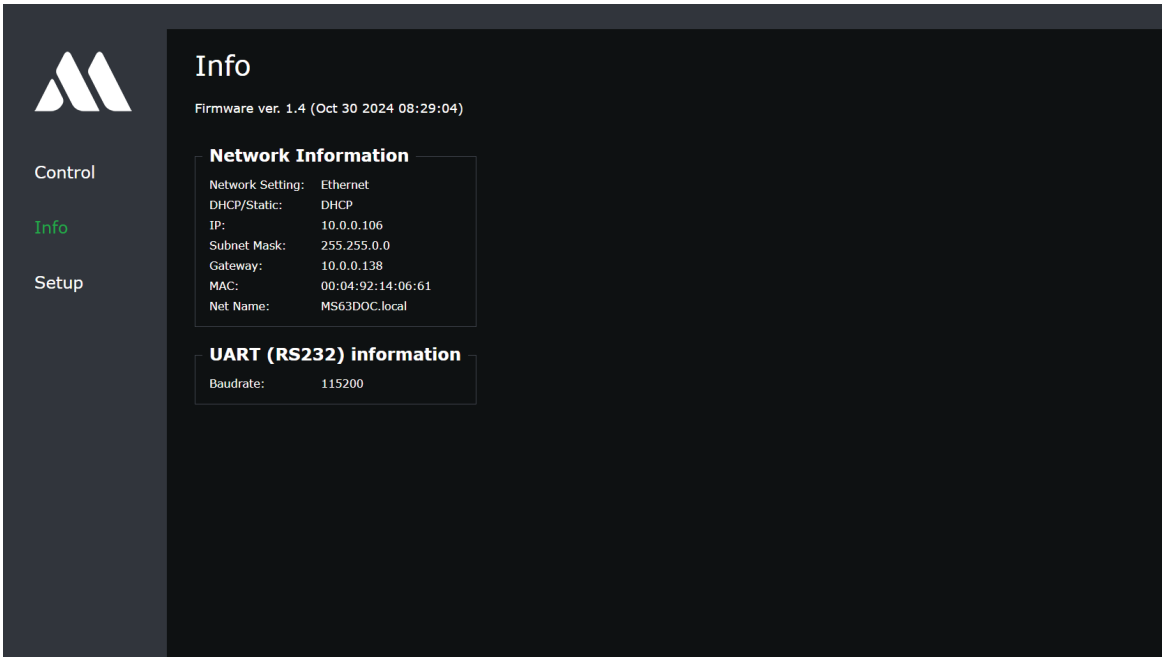 Info
Firmware ver. 1.4 (Oct 30 2024 08:29:04)
Control
Info
Setup
Network Information
Network Setting: Ethernet
DHCP/Static: DHCP
IP: 10.0.0.106
Subnet Mask: 255.255.0.0
Gateway: 10.0.0.138
MAC: 00:04:92:14:06:61
Net Name: MS63DOC.local
UART (RS232) information
Baudrate: 115200